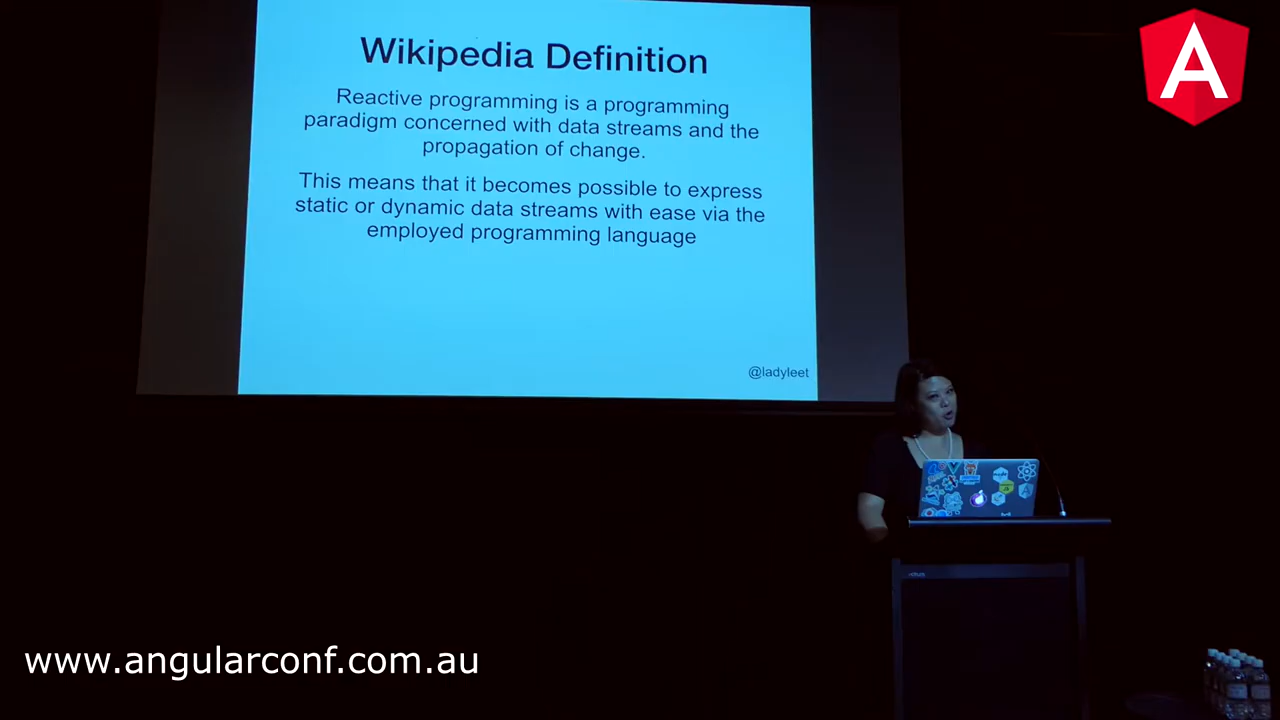 Wikipedia Definition
Reactive programming is a programming
paradigm concerned with data streams and the
propagation of change.
This means that it becomes possible to express
static or dynamic data streams with ease via the
employed programming language
@ladyleet
A
www.angularconf.com.au